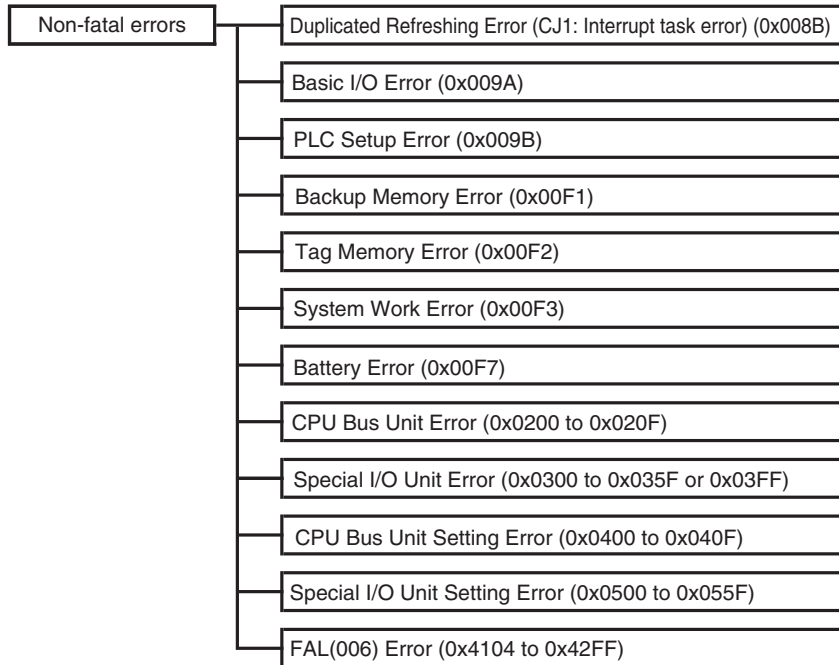 Non-fatal errors
Duplicated Refreshing Error (CJ1: Interrupt task error) (0x008B)
Basic I/O Error (0x009A)
PLC Setup Error (0x009B)
Backup Memory Error (0x00F1)
Tag Memory Error (0x00F2)
System Work Error (0x00F3)
Battery Error (0x00F7)
CPU Bus Unit Error (0x0200 to 0x020F)
Special I/O Unit Error (0x0300 to 0x035F or 0x03FF)
CPU Bus Unit Setting Error (0x0400 to 0x040F)
Special I/O Unit Setting Error (0x0500 to 0x055F)
FAL(006) Error (0x4104 to 0x42FF)